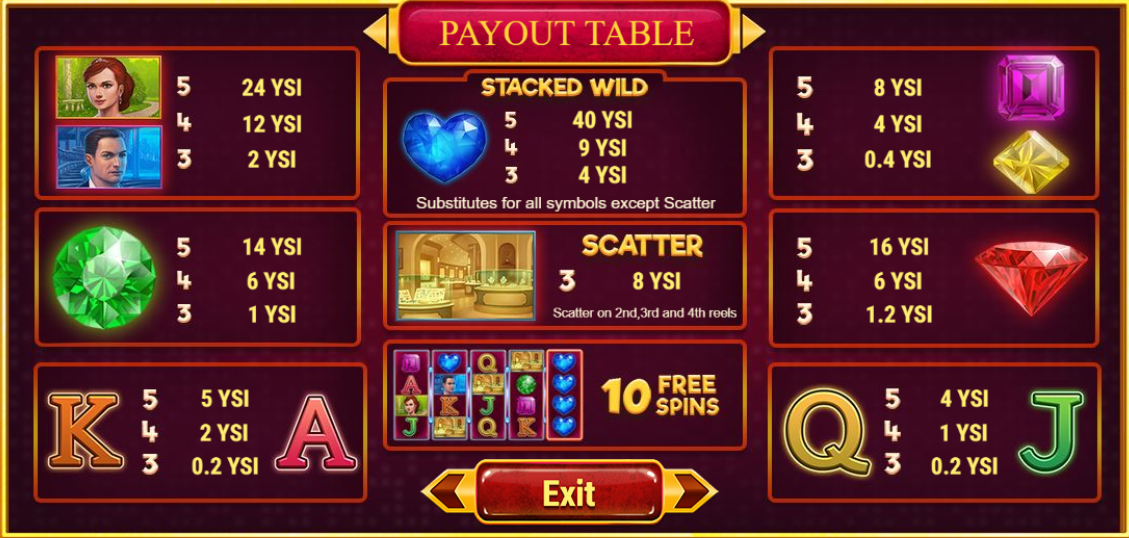 PAYOUT TABLE
5 24 YSI
4 12 YSI
3 2 YSI
STACKED WILD
5 40 YSI
4 9 YSI
3 4 YSI
Substitutes for all symbols except Scatter
5 8 YSI
4 4 YSI
3 0.4 YSI
5 14 YSI
4 6 YSI
3 1 YSI
SCATTER
3 8 YSI
Scatter on 2nd,3rd and 4th reels
5 16 YSI
4 6 YSI
3 1.2 YSI
K A
5 5 YSI
4 2 YSI
3 0.2 YSI
Q
A
Q
K J
J Q K
10 FREE
SPINS
Q J
5 4 YSI
4 1 YSI
3 0.2 YSI
Exit